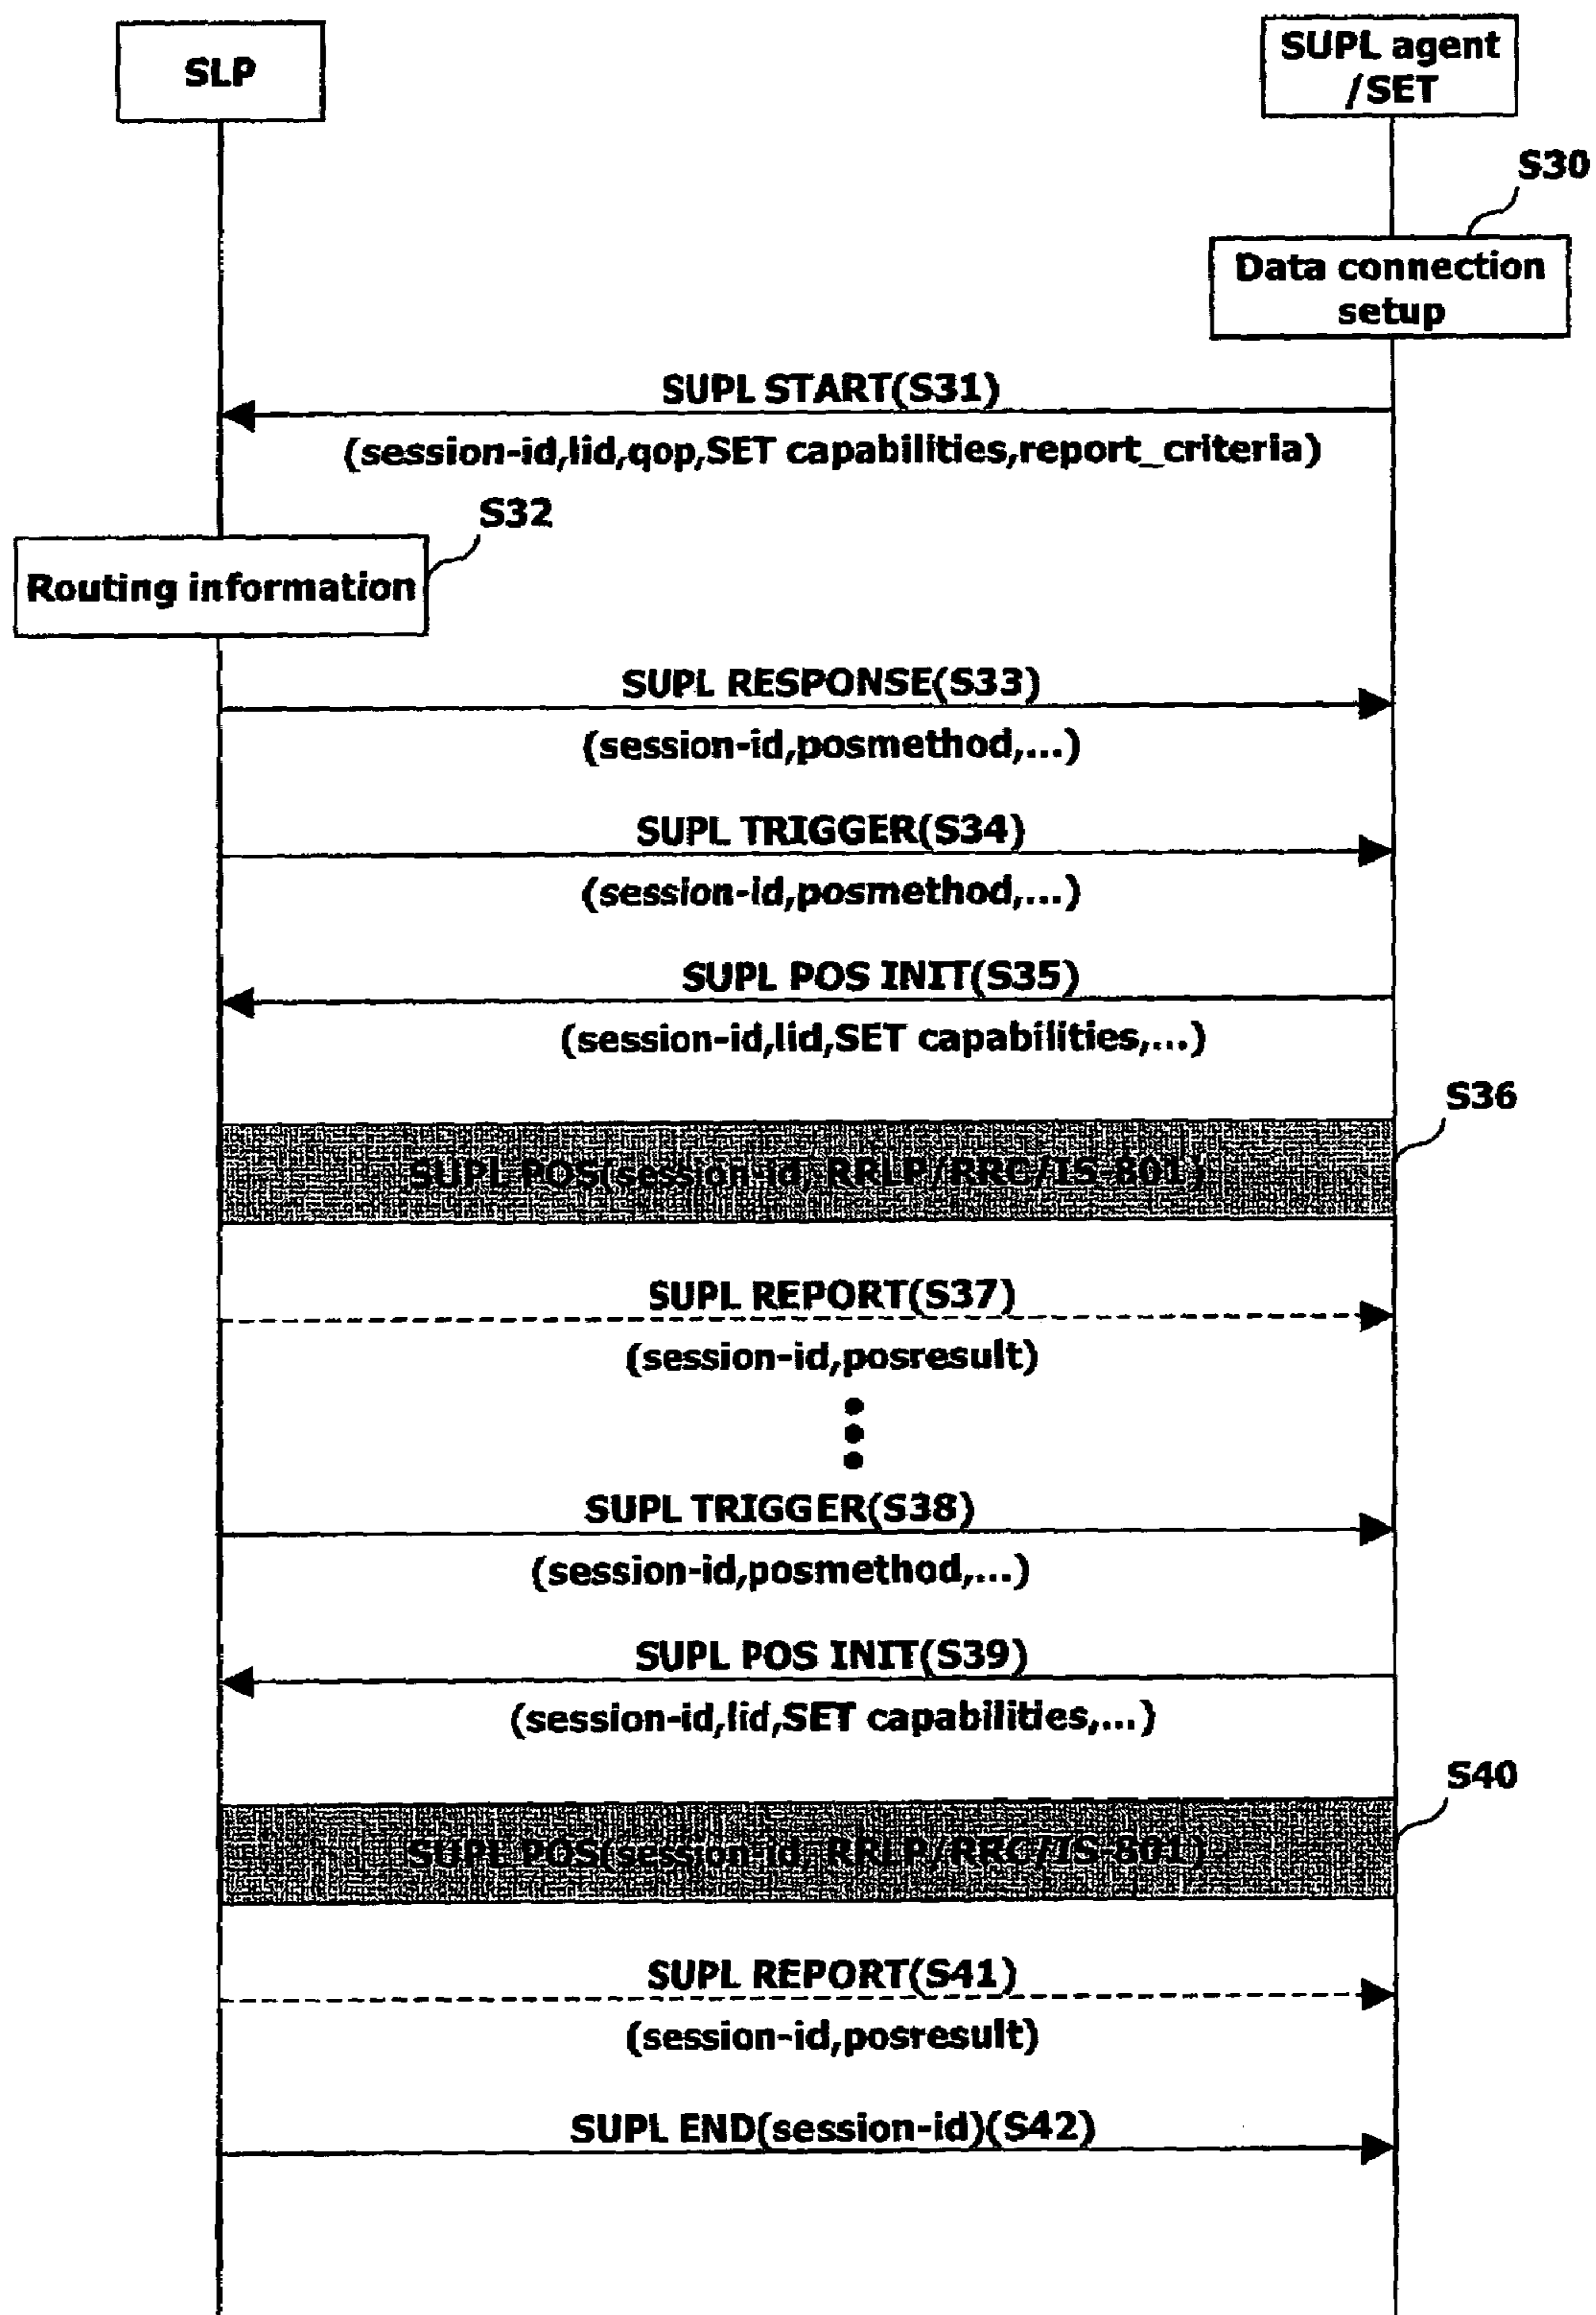 SLP
SUPL agent
/SET
S30
Data connection
setup
SUPL START(S31)
(session-id,lid,qop,SET capabilities,report_criteria)
S32
Routing information
SUPL RESPONSE(S33)
(session-id,posmethod,...)
SUPL TRIGGER(S34)
(session-id,posmethod,...)
SUPL POS INIT(S35)
(session-id,lid,SET capabilities,...)
S36
SUPL POS(session-id, RRLP/RRC/IS-801)
SUPL REPORT(S37)
(session-id,posresult)
SUPL TRIGGER(S38)
(session-id,posmethod,...)
SUPL POS INIT(S39)
(session-id,lid,SET capabilities,...)
S40
SUPL POS(session-id, RRLP/RRC/IS-801)
SUPL REPORT(S41)
(session-id,posresult)
SUPL END(session-id)(S42)